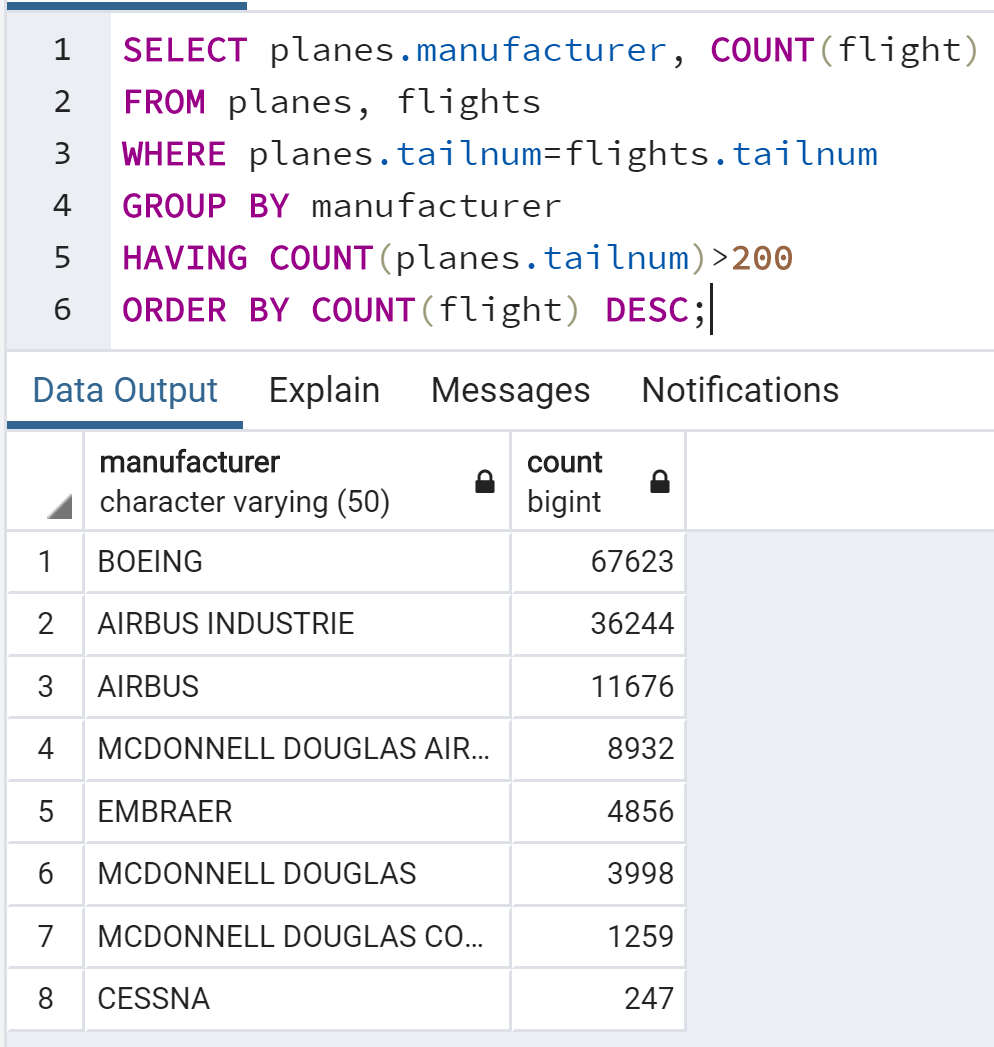 1 SELECT planes.manufacturer, COUNT(flight)
2 FROM planes, flights
3 WHERE planes.tailnum=flights.tailnum
4 GROUP BY manufacturer
5 HAVING COUNT(planes.tailnum)>200
6 ORDER BY COUNT(flight) DESC;
Data Output Explain Messages Notifications
manufacturer count
character varying (50) bigint
1 BOEING 67623
2 AIRBUS INDUSTRIE 36244
3 AIRBUS 11676
4 MCDONNELL DOUGLAS AIR... 8932
5 EMBRAER 4856
6 MCDONNELL DOUGLAS 3998
7 MCDONNELL DOUGLAS CO... 1259
8 CESSNA 247